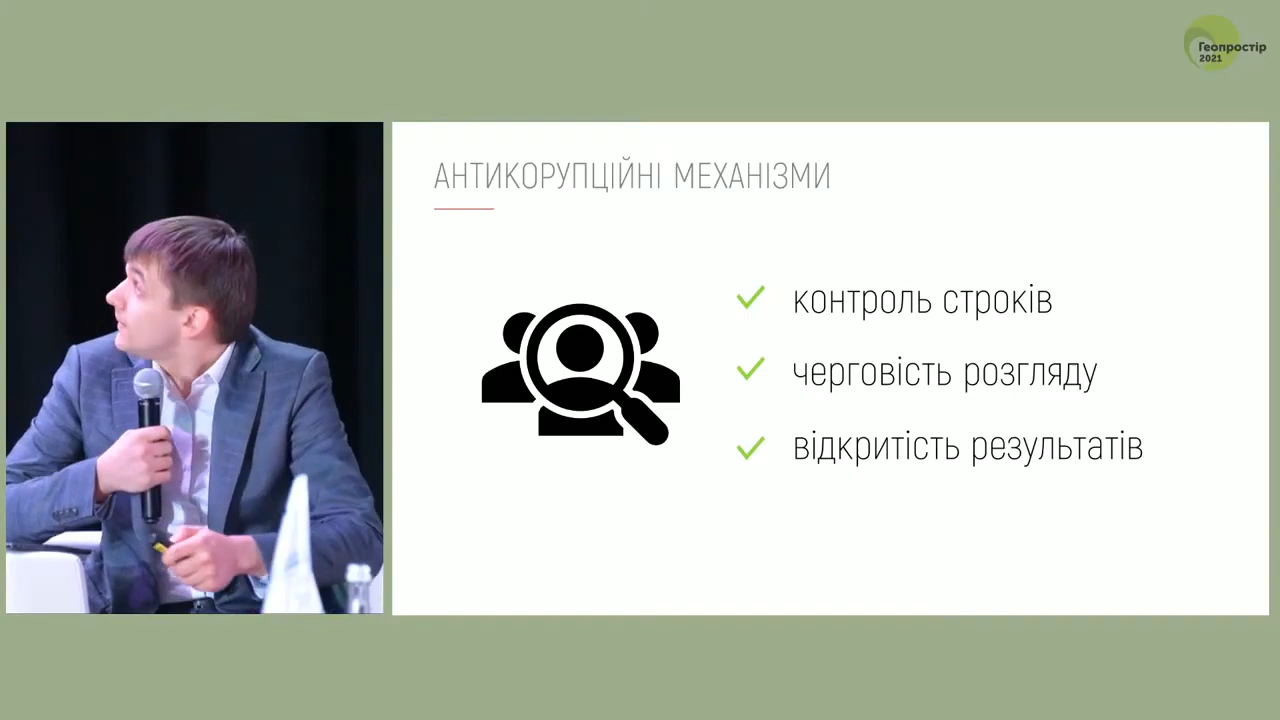 Геопростір
2021
АНТИКОРУПЦІЙНІ МЕХАНІЗМИ
контроль строків
черговість розгляду
відкритість результатів